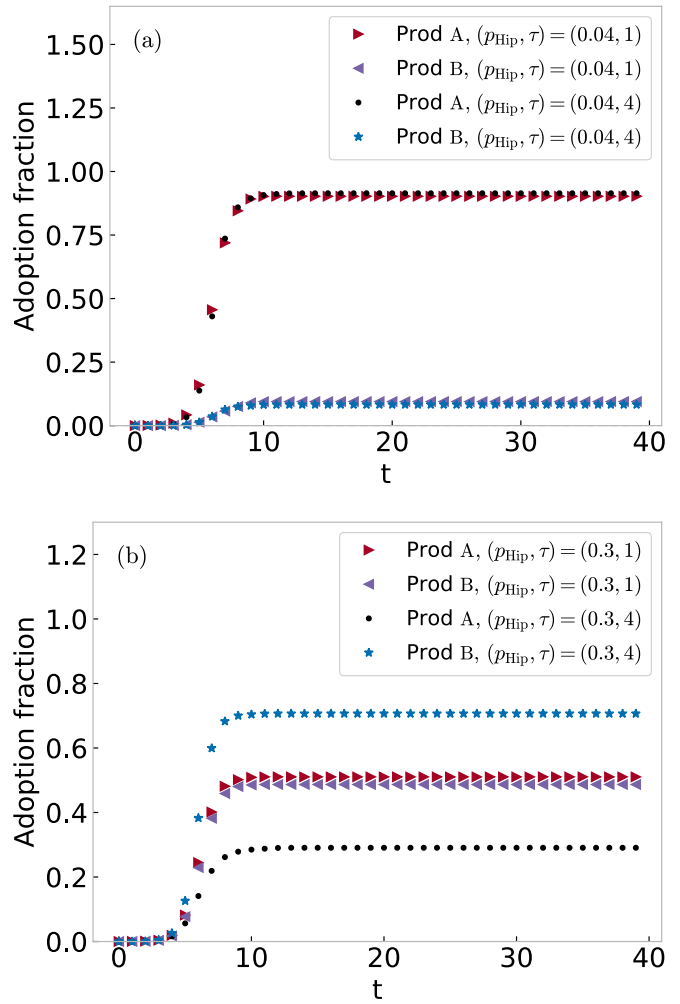 (a)
Prod A, (p_Hip, τ) = (0.04, 1)
Prod B, (p_Hip, τ) = (0.04, 1)
Prod A, (p_Hip, τ) = (0.04, 4)
Prod B, (p_Hip, τ) = (0.04, 4)
1.50
1.25
1.00
0.75
0.50
0.25
0.00
Adoption fraction
0 10 20 30 40
t
(b)
Prod A, (p_Hip, τ) = (0.3, 1)
Prod B, (p_Hip, τ) = (0.3, 1)
Prod A, (p_Hip, τ) = (0.3, 4)
Prod B, (p_Hip, τ) = (0.3, 4)
1.2
1.0
0.8
0.6
0.4
0.2
0.0
Adoption fraction
0 10 20 30 40
t